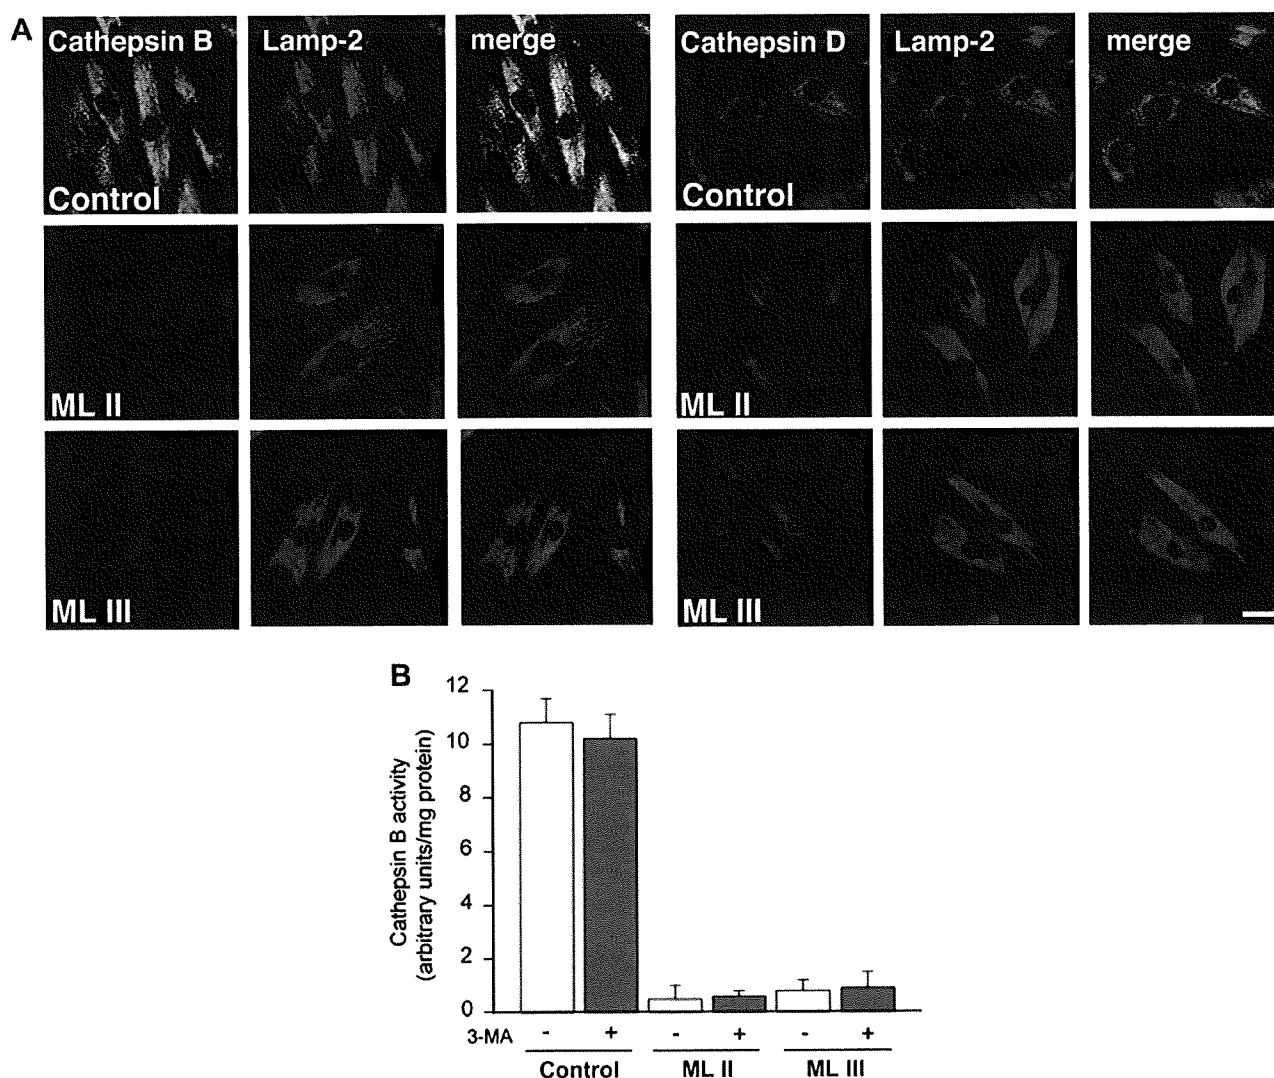 A
Cathepsin B Lamp-2 merge Cathepsin D Lamp-2 merge
Control Control
ML II ML II
ML III ML III
B
Cathepsin B activity
(arbitrary units/mg protein)
12
10
8
6
4
2
0
3-MA - + - + - +
Control ML II ML III